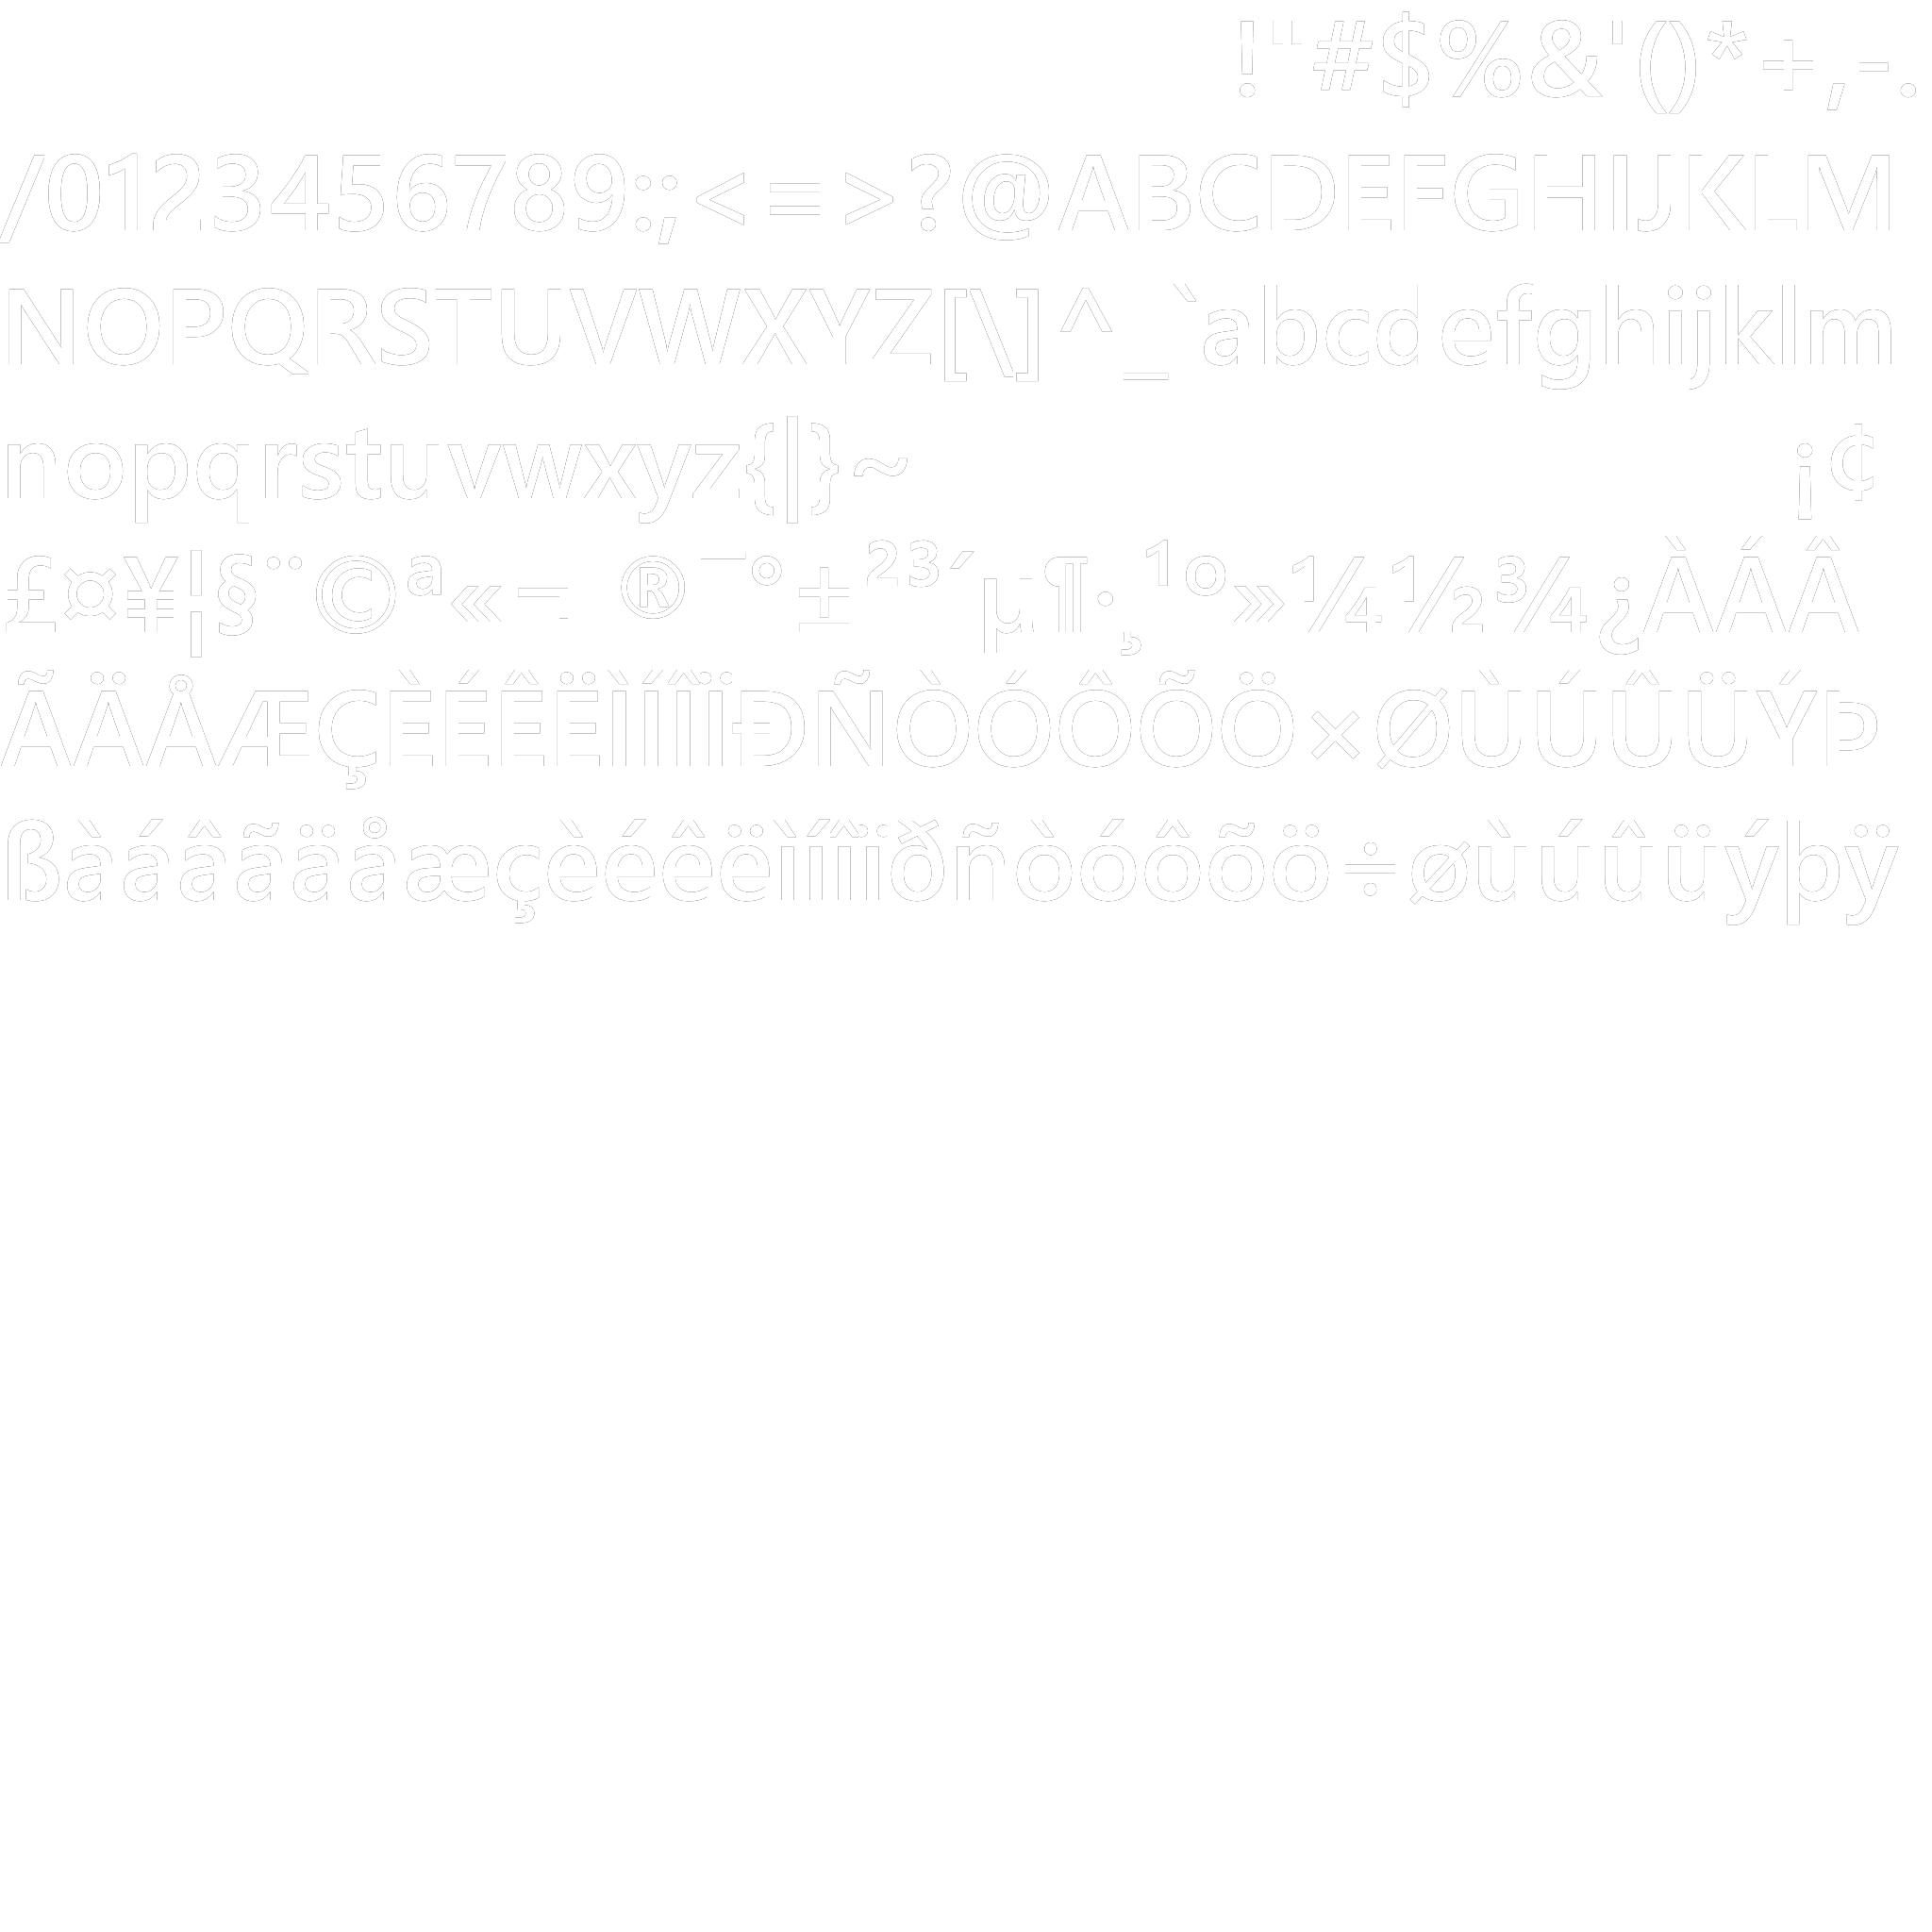 !"#$%&'()*+,-.
/0123456789:;<=>?@ABCDEFGHIJKLM
NOPQRSTUVWXYZ[\]^_`abcdefghijklm
nopqrstuvwxyz{|}~ ¡¢
£¤¥¦§¨©ª«¬ ®¯°±²³´µ¶·¸¹º»¼½¾¿ÀÁÂ
ÃÄÅÆÇÈÉÊËÌÍÎÏÐÑÒÓÔÕÖ×ØÙÚÛÜÝÞ
ßàáâãäåæçèéêëìíîïðñòóôõö÷øùúûüýþÿ